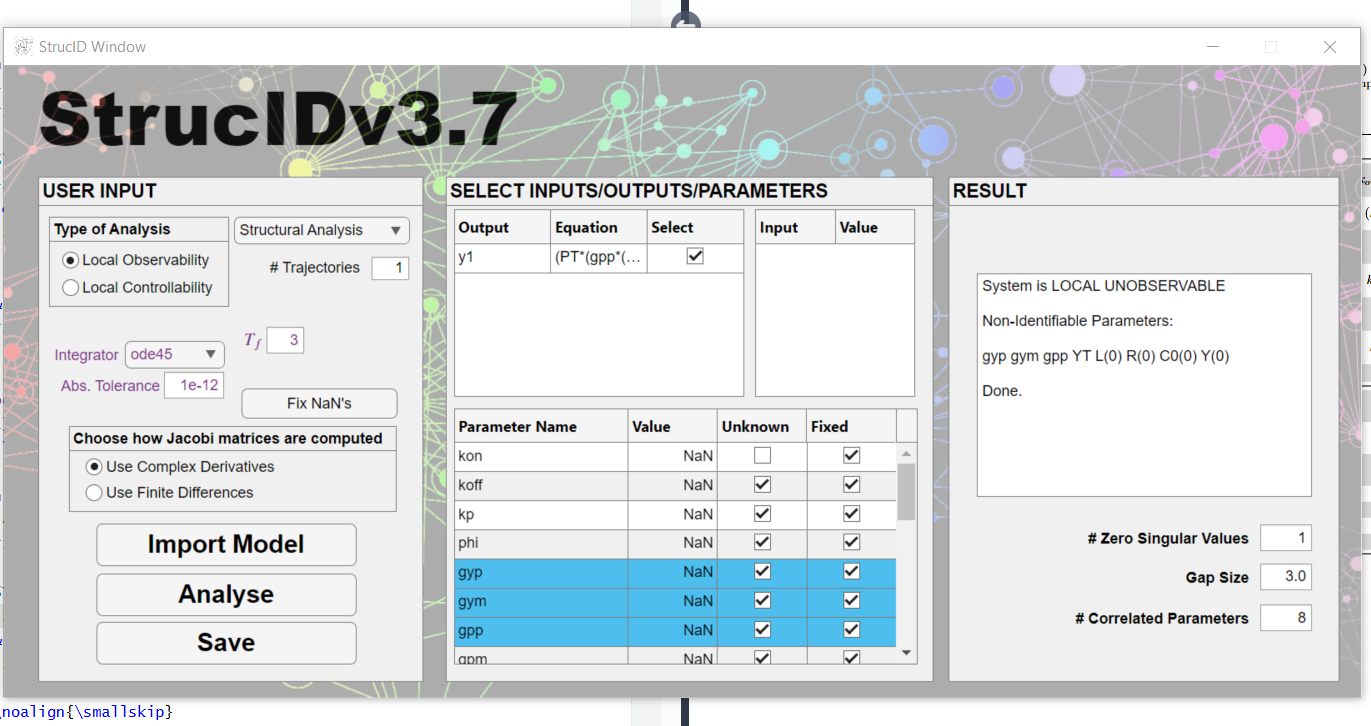 StrucID Window
StrucIDv3.7
USER INPUT
Type of Analysis
Local Observability
Local Controllability
Structural Analysis
# Trajectories 1
Integrator ode45
T_f 3
Abs. Tolerance 1e-12
Fix NaN's
Choose how Jacobi matrices are computed
Use Complex Derivatives
Use Finite Differences
Import Model
Analyse
Save
SELECT INPUTS/OUTPUTS/PARAMETERS
Output Equation Select
y1 (PT*(gpp*(...
Input Value
Parameter Name Value Unknown Fixed
kon NaN
koff NaN
kp NaN
phi NaN
gyp NaN
gym NaN
gpp NaN
gpm NaN
RESULT
System is LOCAL UNOBSERVABLE
Non-Identifiable Parameters:
gyp gym gpp YT L(0) R(0) C0(0) Y(0)
Done.
# Zero Singular Values 1
Gap Size 3.0
# Correlated Parameters 8
noalign{\smallskip}